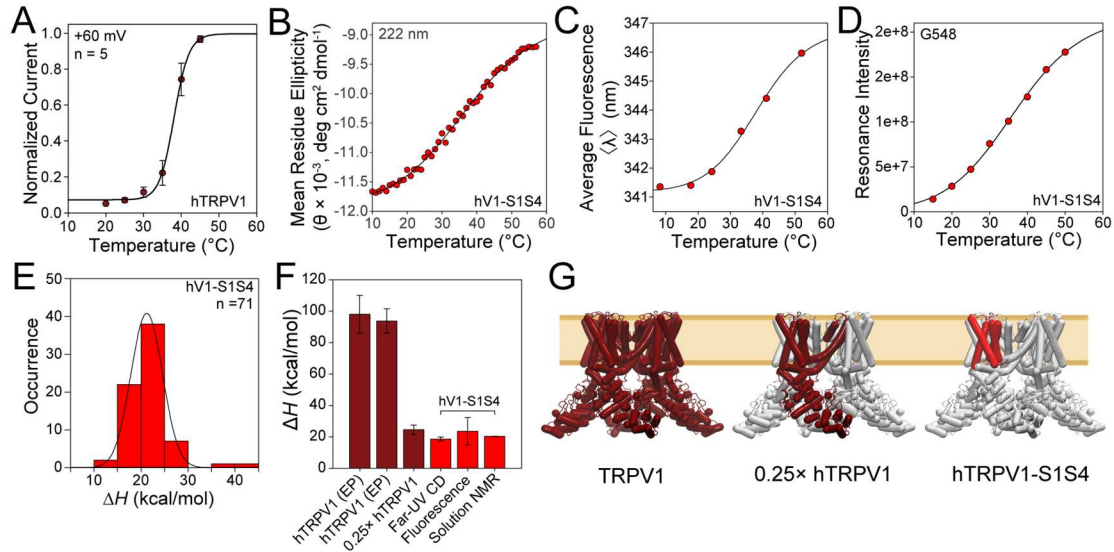 A
+60 mV
n = 5
Normalized Current
1.0
0.8
0.6
0.4
0.2
0.0
hTRPV1
10 20 30 40 50 60
Temperature (°C)
B
222 nm
Mean Residue Ellipticity
(θ × 10⁻³, deg cm² dmol⁻¹)
-9.0
-9.5
-10.0
-10.5
-11.0
-11.5
-12.0
hV1-S1S4
10 20 30 40 50 60
Temperature (°C)
C
Average Fluorescence
⟨λ⟩ (nm)
347
346
345
344
343
342
341
hV1-S1S4
10 20 30 40 50 60
Temperature (°C)
D
G548
Resonance Intensity
2e+8
2e+8
1e+8
5e+7
0
hV1-S1S4
10 20 30 40 50 60
Temperature (°C)
E
hV1-S1S4
n =71
Occurrence
50
40
30
20
10
0
10 20 30 40
ΔH (kcal/mol)
F
ΔH (kcal/mol)
120
100
80
60
40
20
0
hV1-S1S4
hTRPV1 (EP)
hTRPV1 (EP)
0.25× hTRPV1
Far-UV CD
Fluorescence
Solution NMR
G
TRPV1
0.25× hTRPV1
hTRPV1-S1S4